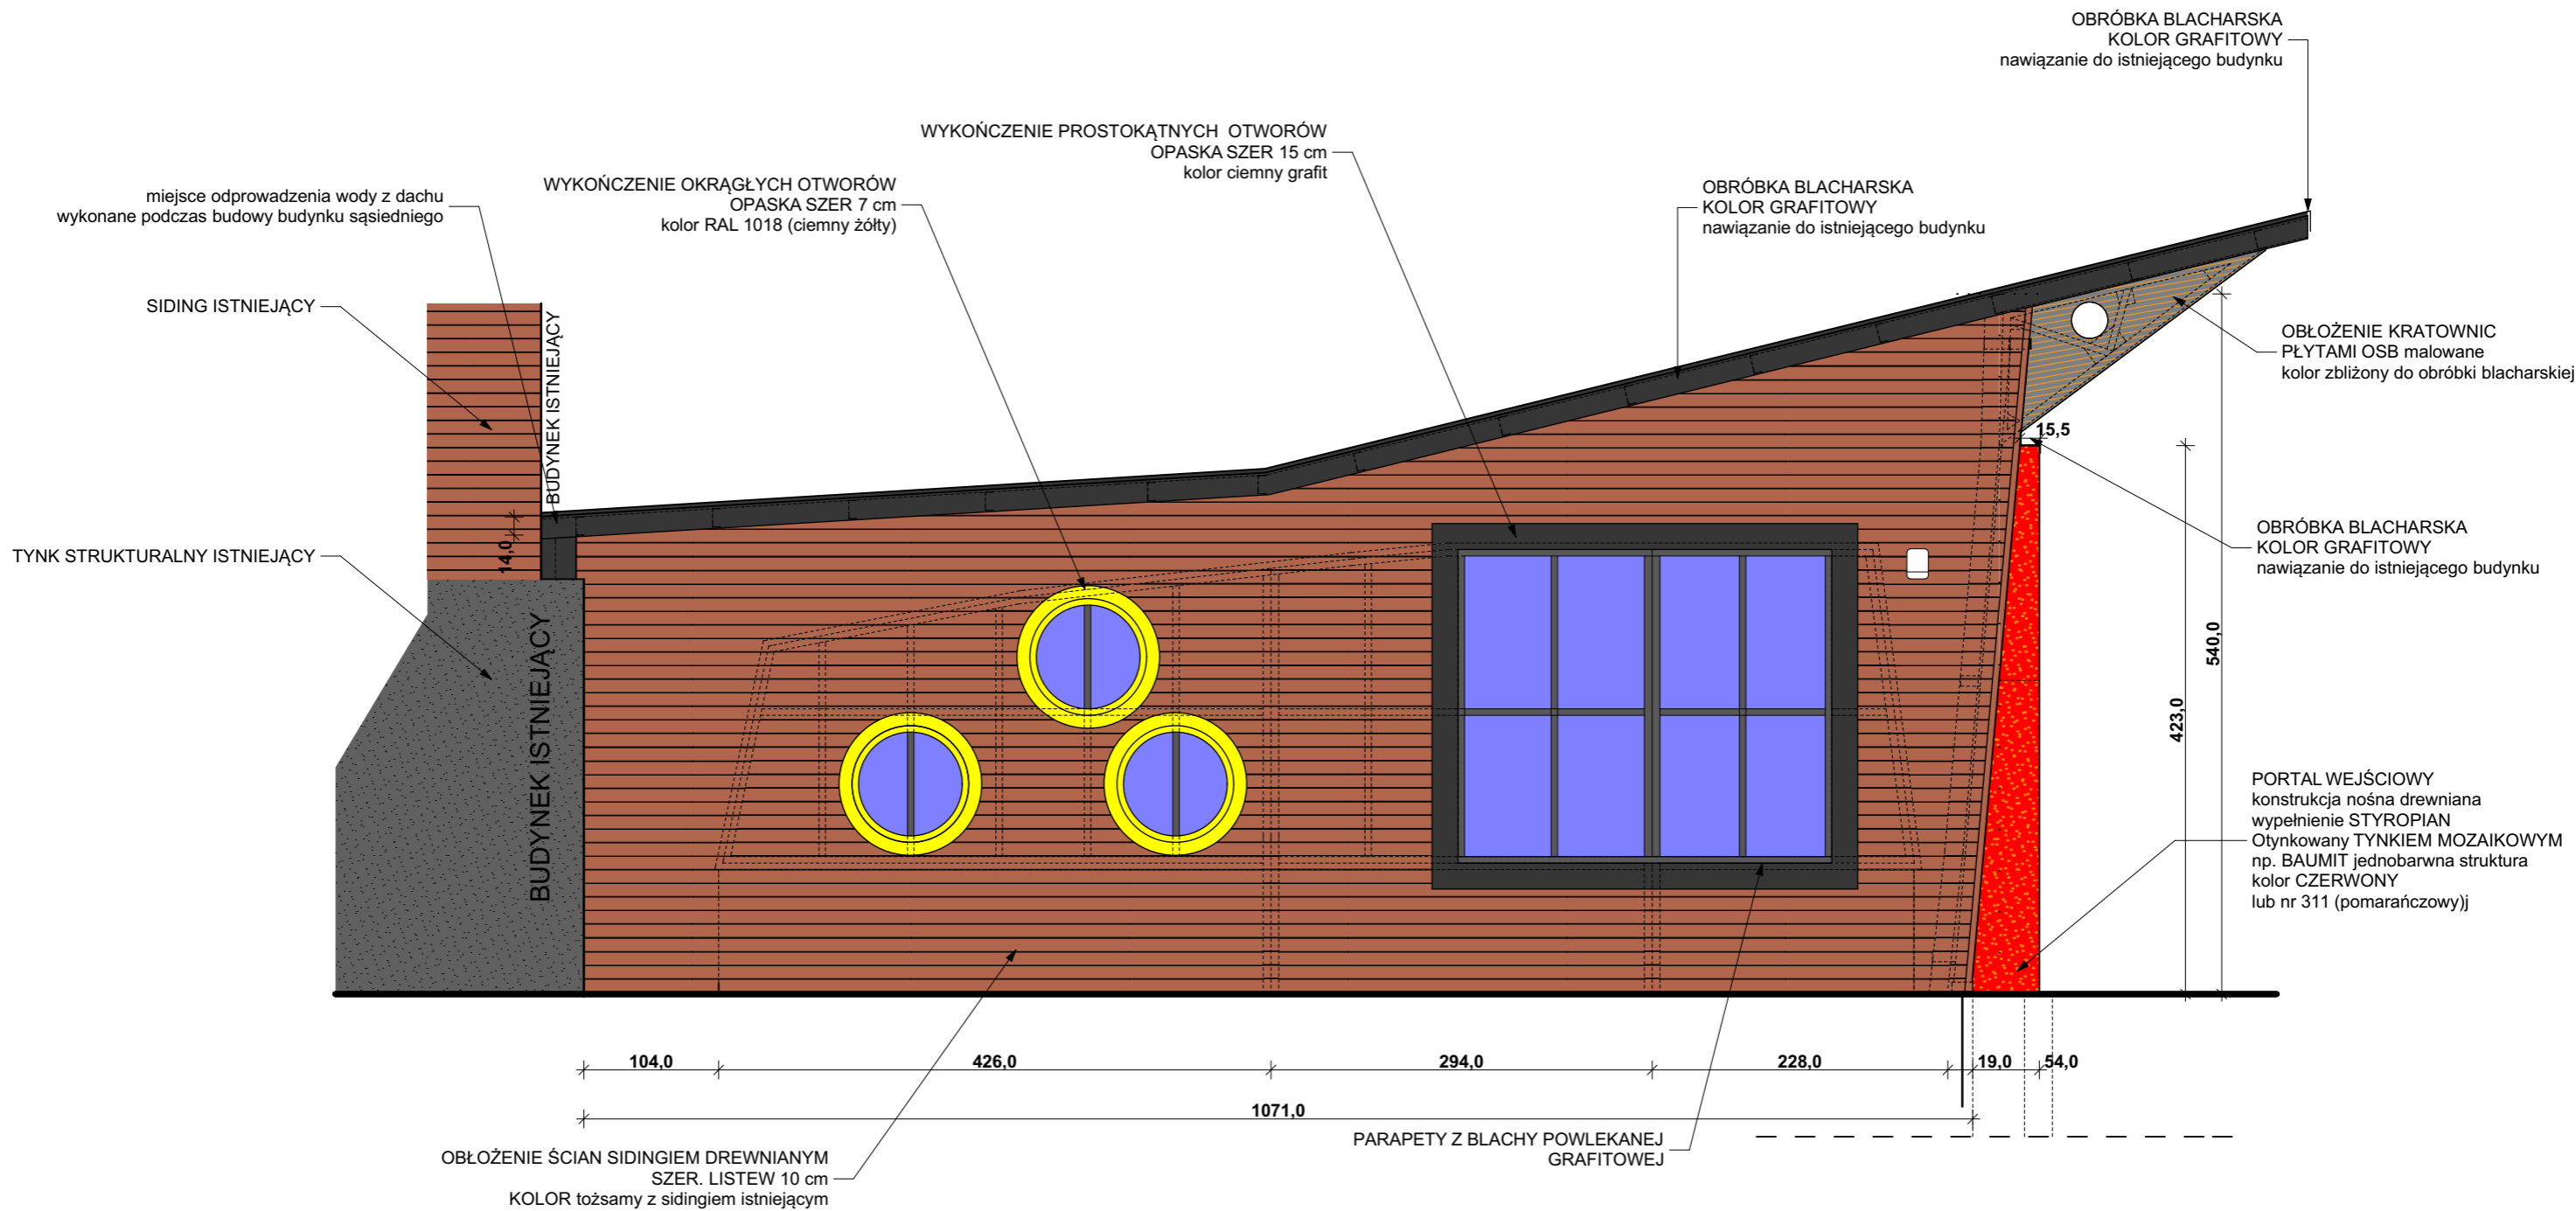 OBRÓBKA BLACHARSKA
KOLOR GRAFITOWY
nawiązanie do istniejącego budynku
WYKOŃCZENIE PROSTOKĄTNYCH OTWORÓW
OPASKA SZER 15 cm
kolor ciemny grafit
WYKOŃCZENIE OKRĄGŁYCH OTWORÓW
OPASKA SZER 7 cm
kolor RAL 1018 (ciemny żółty)
miejsce odprowadzenia wody z dachu
wykonane podczas budowy budynku sąsiedniego
OBRÓBKA BLACHARSKA
KOLOR GRAFITOWY
nawiązanie do istniejącego budynku
SIDING ISTNIEJĄCY
BUDYNEK ISTNIEJĄCY
OBŁOŻENIE KRATOWNIC
PŁYTAMI OSB malowane
kolor zbliżony do obróbki blacharskiej
15,5
TYNK STRUKTURALNY ISTNIEJĄCY
14,0
OBRÓBKA BLACHARSKA
KOLOR GRAFITOWY
nawiązanie do istniejącego budynku
BUDYNEK ISTNIEJĄCY
540,0
423,0
PORTAL WEJŚCIOWY
konstrukcja nośna drewniana
wypełnienie STYROPIAN
Otynkowany TYNKIEM MOZAIKOWYM
np. BAUMIT jednobarwna struktura
kolor CZERWONY
lub nr 311 (pomarańczowy)j
104,0
426,0
294,0
228,0
19,0
54,0
1071,0
PARAPETY Z BLACHY POWLEKANEJ
GRAFITOWEJ
OBŁOŻENIE ŚCIAN SIDINGIEM DREWNIANYM
SZER. LISTEW 10 cm
KOLOR tożsamy z sidingiem istniejącym